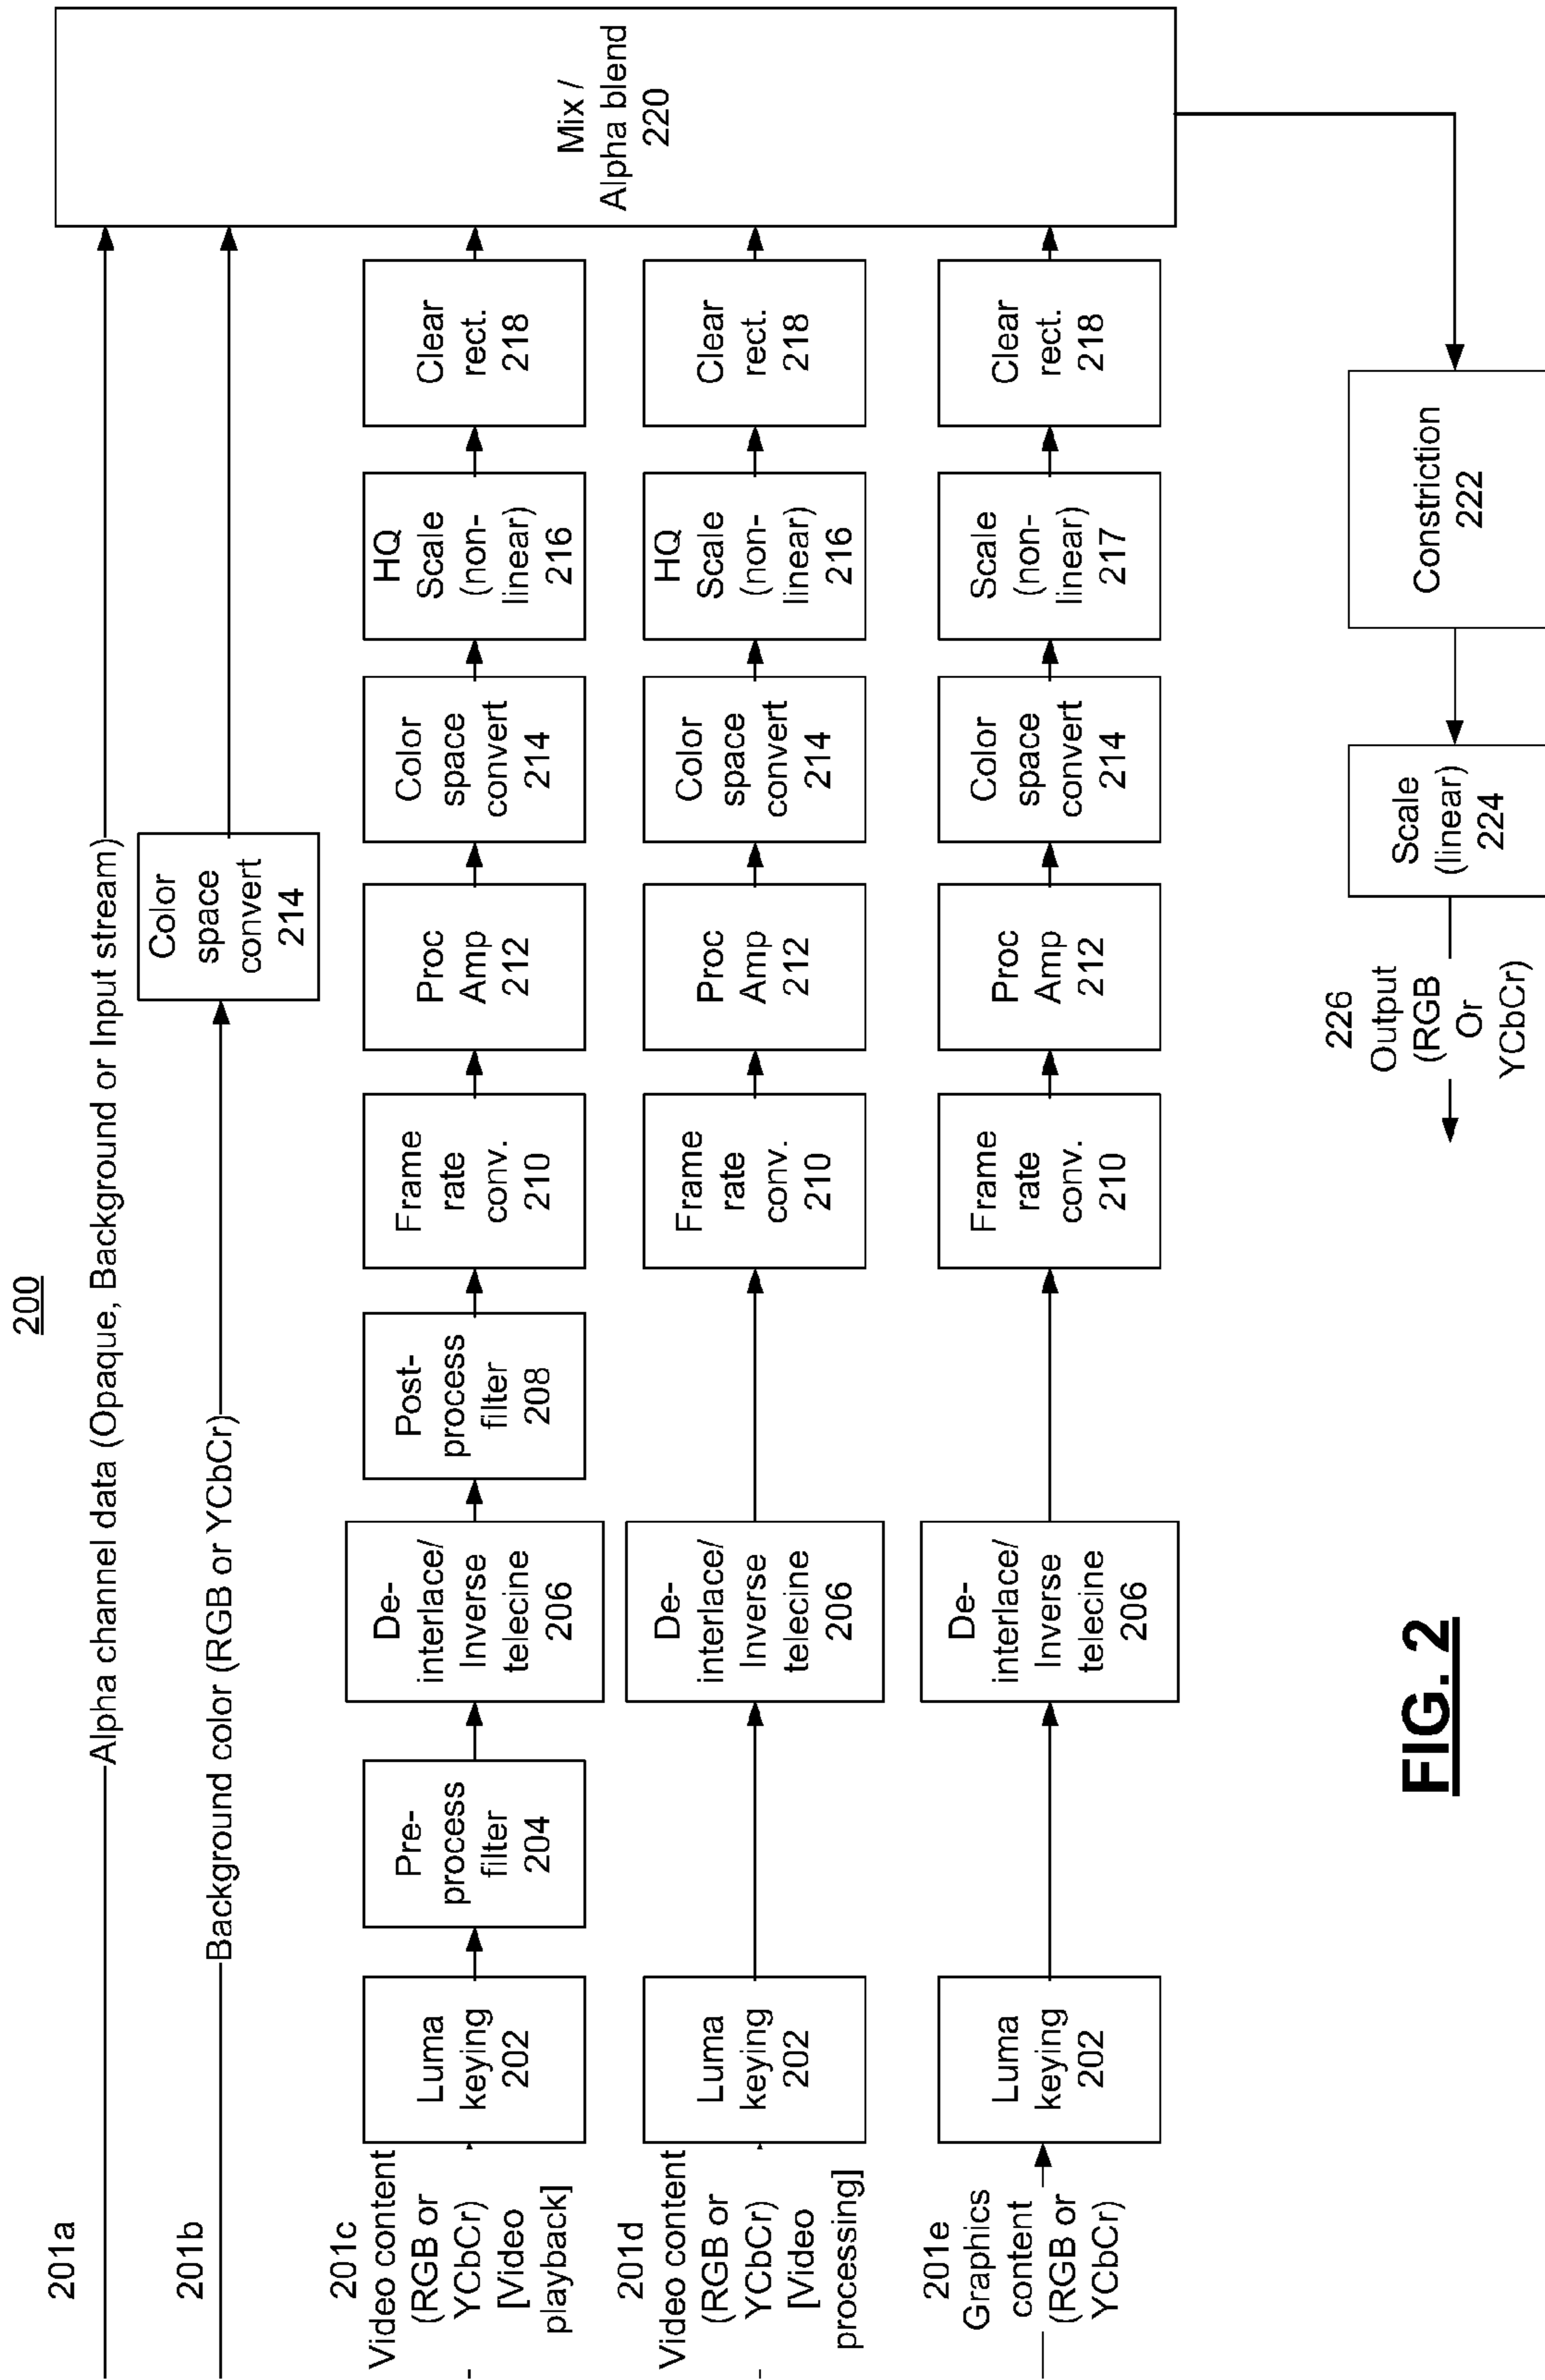 200
201a
Alpha channel data (Opaque, Background or Input stream)
201b
Background color (RGB or YCbCr)
Color
space
convert
214
201c
Video content
(RGB or
YCbCr)
[Video
playback]
Luma
keying
202
Pre-
process
filter
204
De-
interlace/
Inverse
telecine
206
Post-
process
filter
208
Frame
rate
conv.
210
Proc
Amp
212
Color
space
convert
214
HQ
Scale
(non-
linear)
216
Clear
rect.
218
201d
Video content
(RGB or
YCbCr)
[Video
processing]
Luma
keying
202
De-
interlace/
Inverse
telecine
206
Frame
rate
conv.
210
Proc
Amp
212
Color
space
convert
214
HQ
Scale
(non-
linear)
216
Clear
rect.
218
201e
Graphics
content
(RGB or
YCbCr)
Luma
keying
202
De-
interlace/
Inverse
telecine
206
Frame
rate
conv.
210
Proc
Amp
212
Color
space
convert
214
Scale
(non-
linear)
217
Clear
rect.
218
Mix /
Alpha blend
220
Constriction
222
Scale
(linear)
224
226
Output
(RGB
Or
YCbCr)
FIG. 2